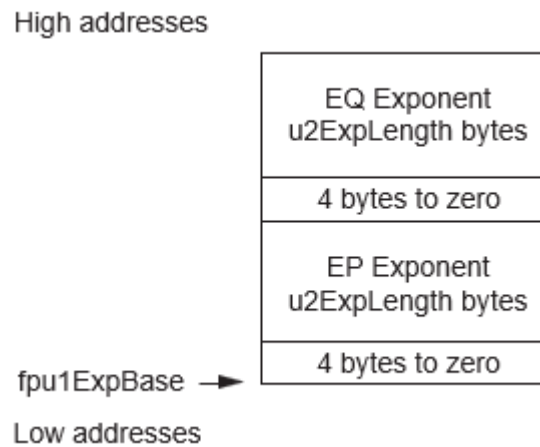 High addresses
EQ Exponent
u2ExpLength bytes
4 bytes to zero
EP Exponent
u2ExpLength bytes
4 bytes to zero
fpu1ExpBase
Low addresses